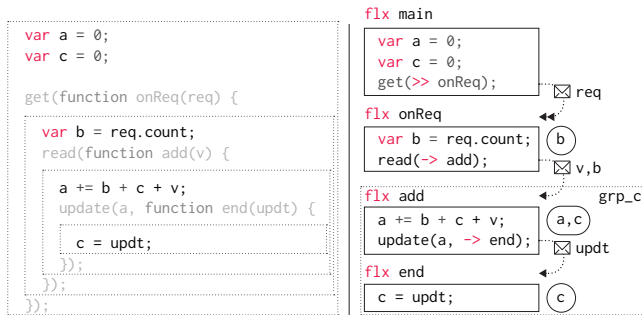 var a = 0;
var c = 0;
get(function onReq(req) {
var b = req.count;
read(function add(v) {
a += b + c + v;
update(a, function end(updt) {
c = updt;
});
});
});
flx main
var a = 0;
var c = 0;
get(>> onReq);
req
flx onReq
var b = req.count;
read(-> add);
b
v,b
flx add
grp_c
a += b + c + v;
update(a, -> end);
a,c
updt
flx end
c = updt;
c